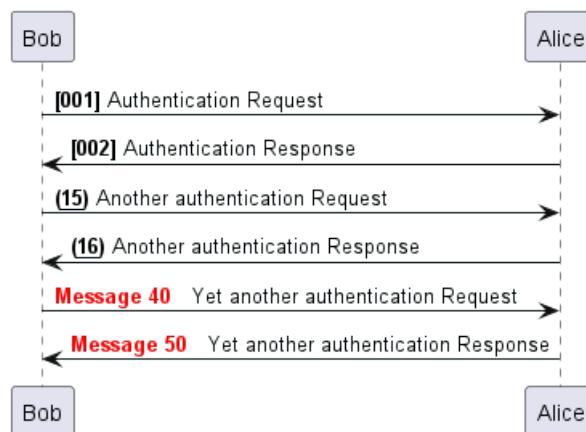 Bob Alice
[001] Authentication Request
[002] Authentication Response
(15) Another authentication Request
(16) Another authentication Response
Message 40 Yet another authentication Request
Message 50 Yet another authentication Response
Bob Alice